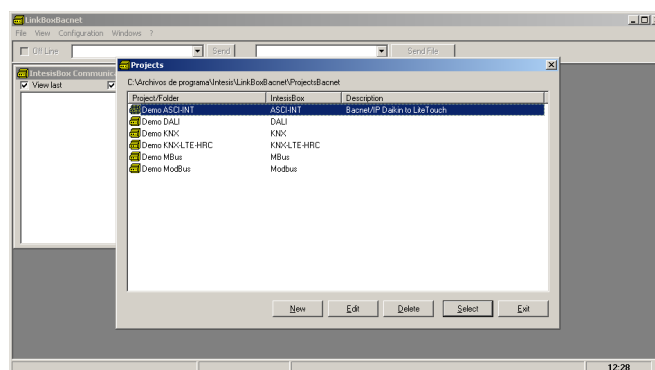 LinkBoxBacnet
File View Configuration Windows ?
Off Line Send Send File
IntesisBox Communic
View last
Projects
C:\Archivos de programa\Intesis\LinkBoxBacnet\ProjectsBacnet
Project/Folder IntesisBox Description
Demo ASCI-INT ASCI-INT Bacnet/IP Daikin to LiteTouch
Demo DALI DALI
Demo KNX KNX
Demo KNX-LTE-HRC KNX-LTE-HRC
Demo MBus MBus
Demo ModBus Modbus
New Edit Delete Select Exit
12:28